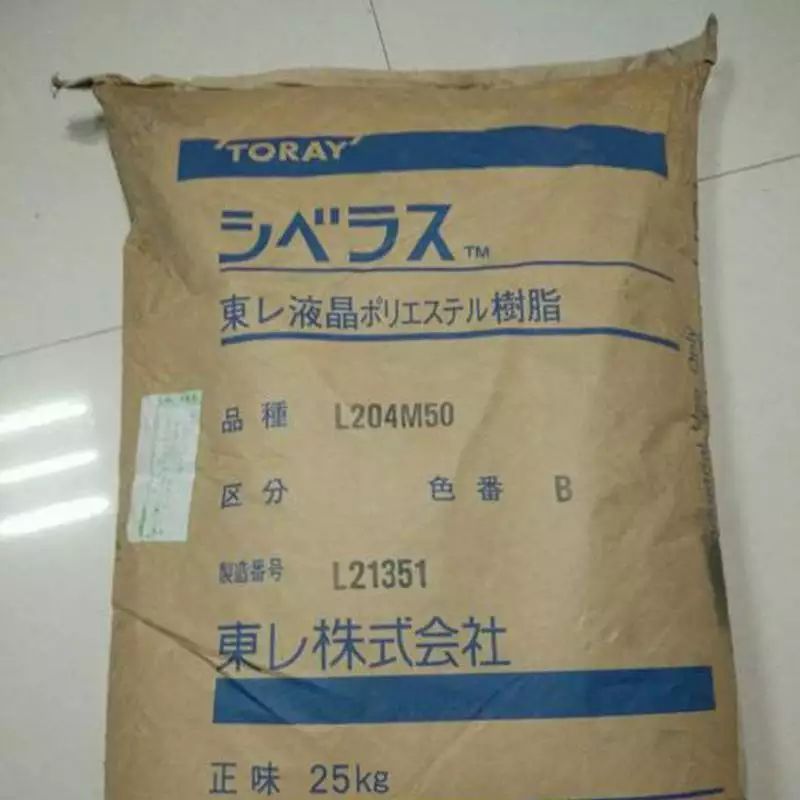 TORAY
シベラス™
東レ液晶ポリエステル樹脂
品種 L204M50
区分 色番 B
製造番号 L21351
東レ株式会社
正味 25kg
Only